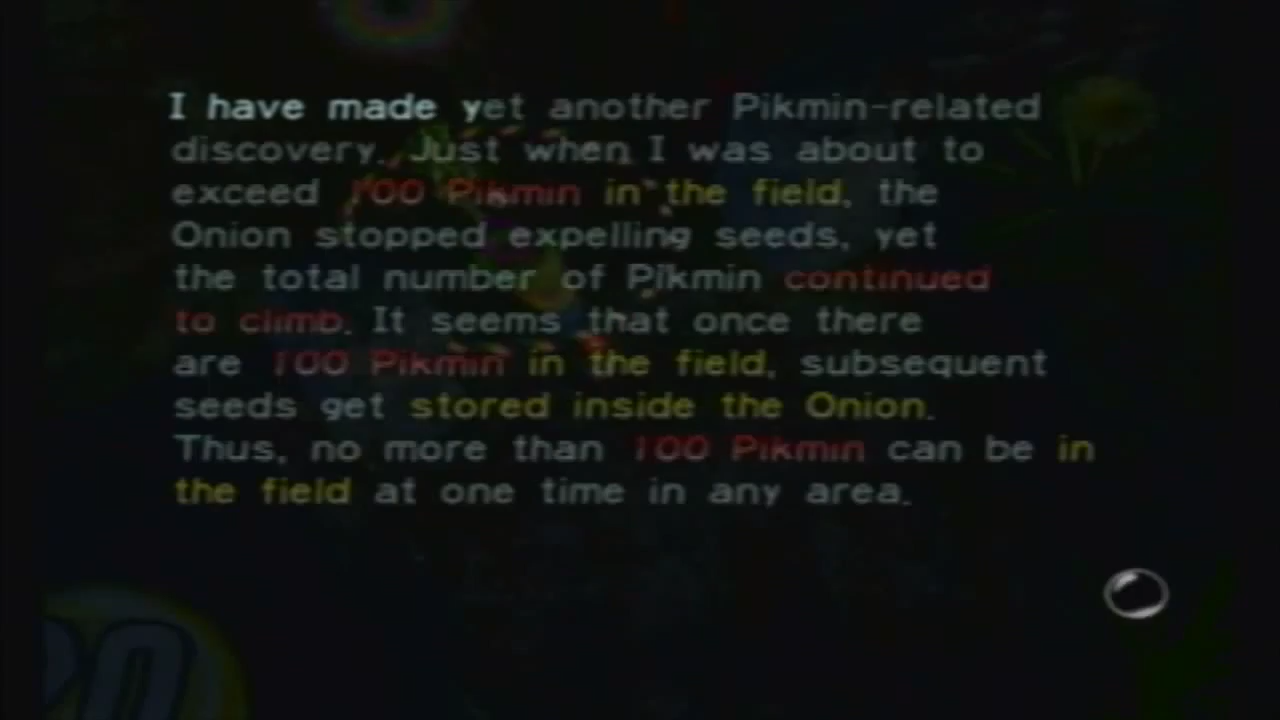 I have made yet another Pikmin-related
discovery. Just when I was about to
exceed 100 Pikmin in the field, the
Onion stopped expelling seeds, yet
the total number of Pikmin continued
to climb. It seems that once there
are 100 Pikmin in the field, subsequent
seeds get stored inside the Onion.
Thus, no more than 100 Pikmin can be in
the field at one time in any area.